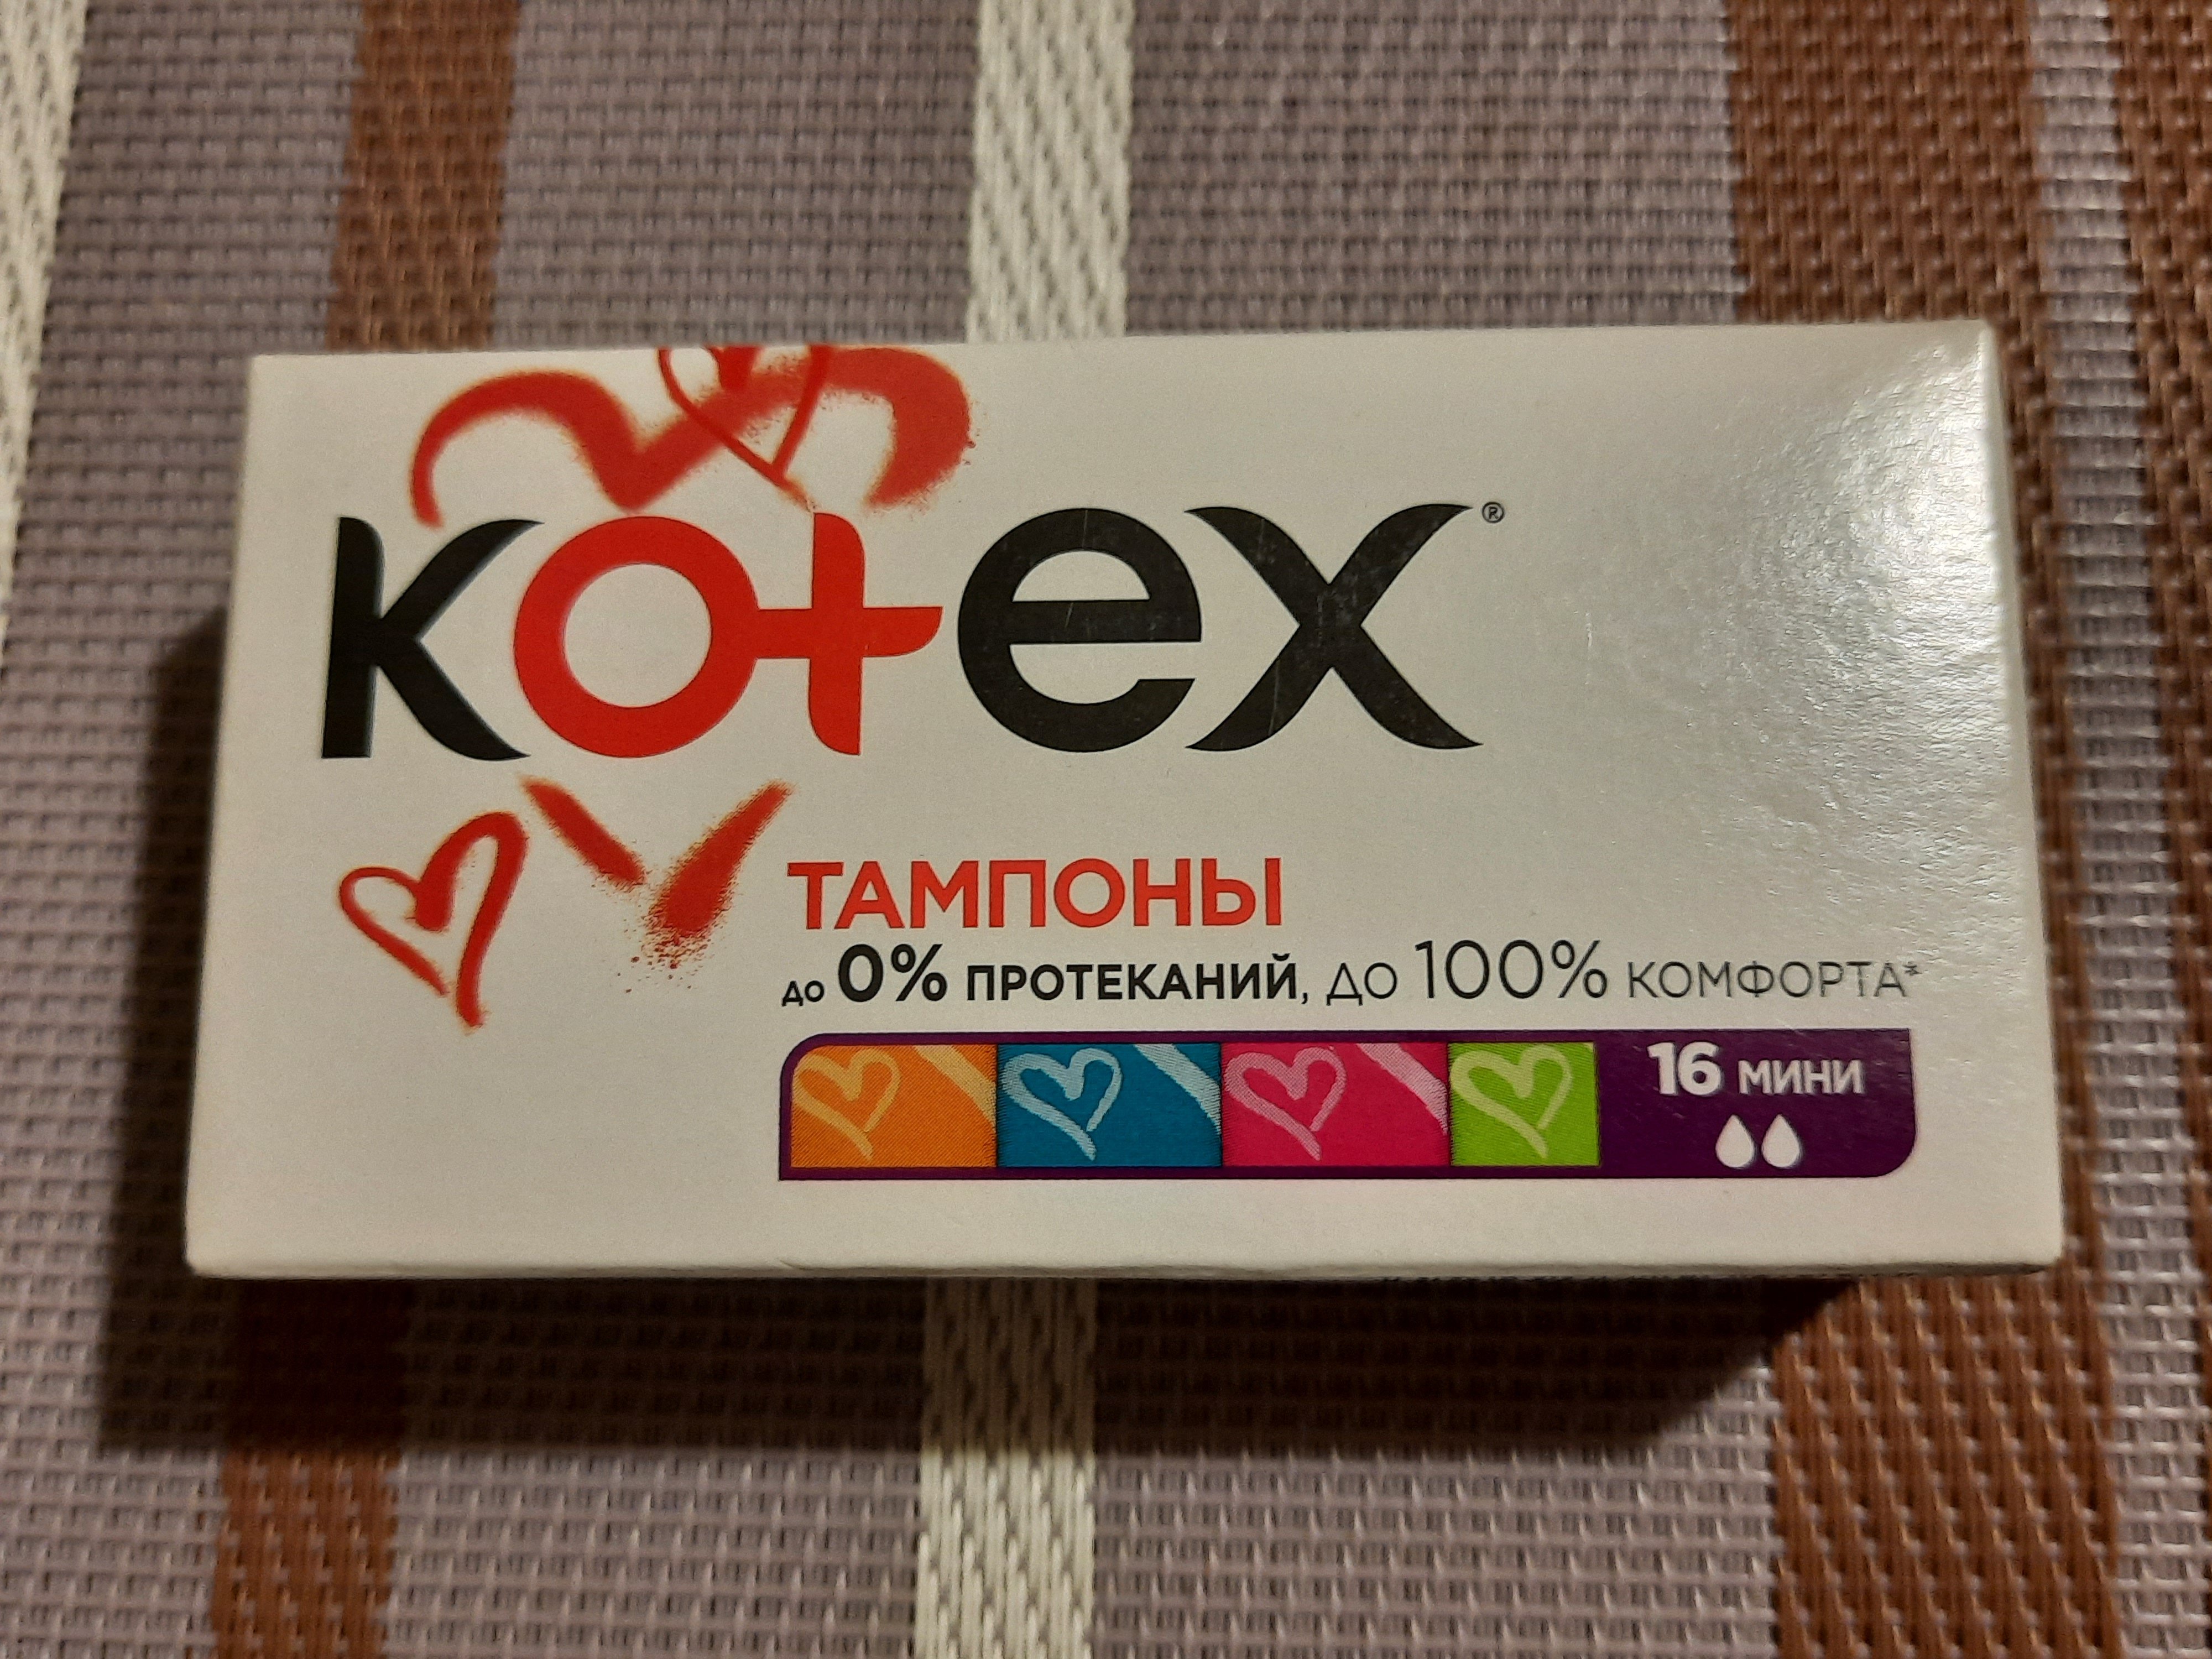 kotex®
ТАМПОНЫ
до 0% ПРОТЕКАНИЙ, до 100% КОМФОРТА*
16 МИНИ